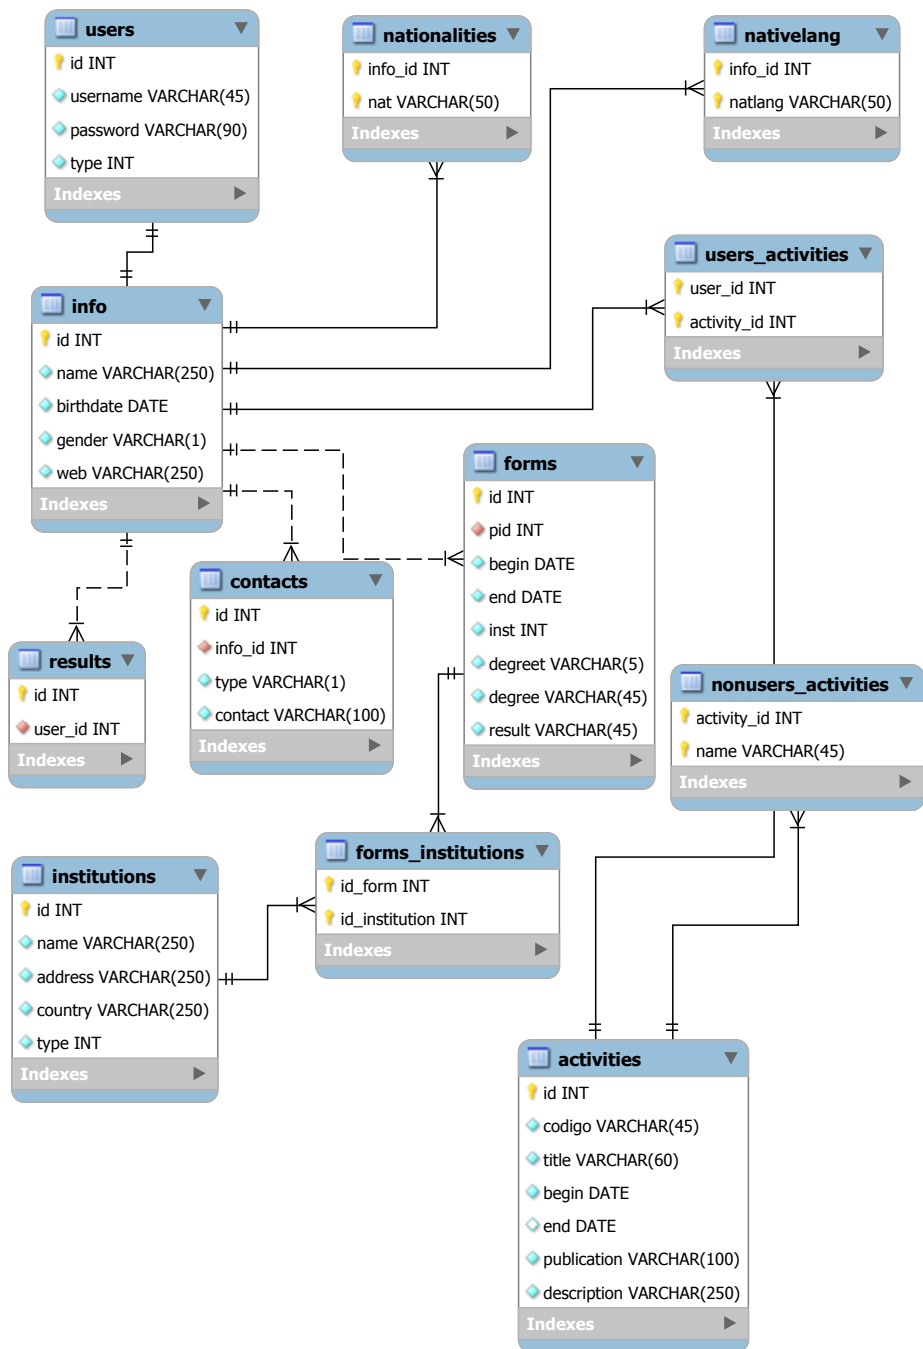 users
id INT
username VARCHAR(45)
password VARCHAR(90)
type INT
Indexes
nationalities
info_id INT
nat VARCHAR(50)
Indexes
nativelang
info_id INT
natlang VARCHAR(50)
Indexes
users_activities
user_id INT
activity_id INT
Indexes
info
id INT
name VARCHAR(250)
birthdate DATE
gender VARCHAR(1)
web VARCHAR(250)
Indexes
forms
id INT
pid INT
begin DATE
end DATE
inst INT
degreet VARCHAR(5)
degree VARCHAR(45)
result VARCHAR(45)
Indexes
contacts
id INT
info_id INT
type VARCHAR(1)
contact VARCHAR(100)
Indexes
results
id INT
user_id INT
Indexes
nonusers_activities
activity_id INT
name VARCHAR(45)
Indexes
forms_institutions
id_form INT
id_institution INT
Indexes
institutions
id INT
name VARCHAR(250)
address VARCHAR(250)
country VARCHAR(250)
type INT
Indexes
activities
id INT
codigo VARCHAR(45)
title VARCHAR(60)
begin DATE
end DATE
publication VARCHAR(100)
description VARCHAR(250)
Indexes